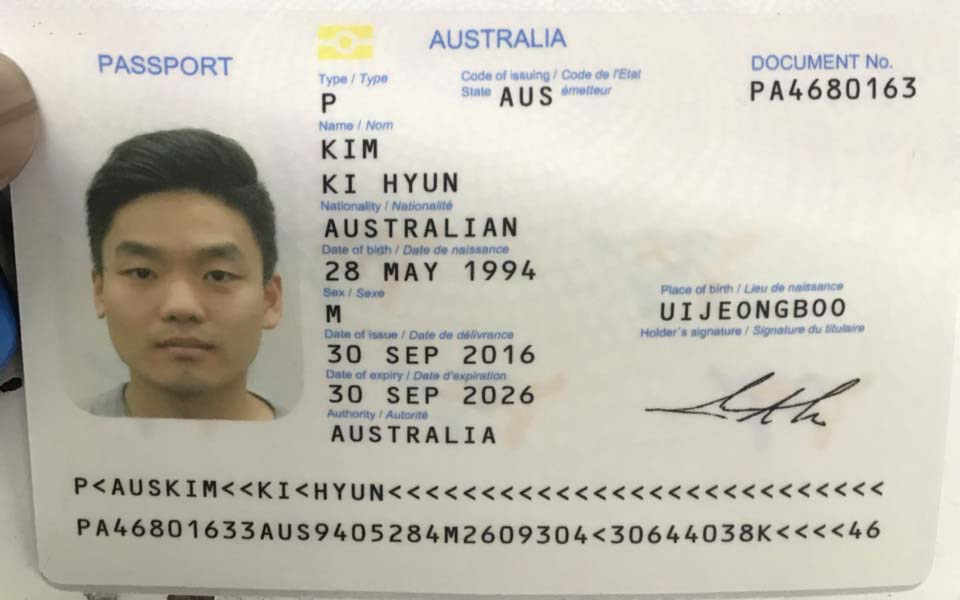 PASSPORT
AUSTRALIA
Type / Type
P
Code of issuing / Code de l'Etat
State AUS émetteur
DOCUMENT No.
PA4680163
Name / Nom
KIM
KI HYUN
Nationality / Nationalité
AUSTRALIAN
Date of birth / Date de naissance
28 MAY 1994
Sex / Sexe
M
Place of birth / Lieu de naissance
UIJEONGBOO
Date of issue / Date de délivrance
30 SEP 2016
Holder's signature / Signature du titulaire
Date of expiry / Date d'expiration
30 SEP 2026
Authority / Autorité
AUSTRALIA
P<AUSKIM<<KI<HYUN<<<<<<<<<<<<<<<<<<<<<<<<<<<
PA46801633AUS9405284M2609304<30644038K<<<<46